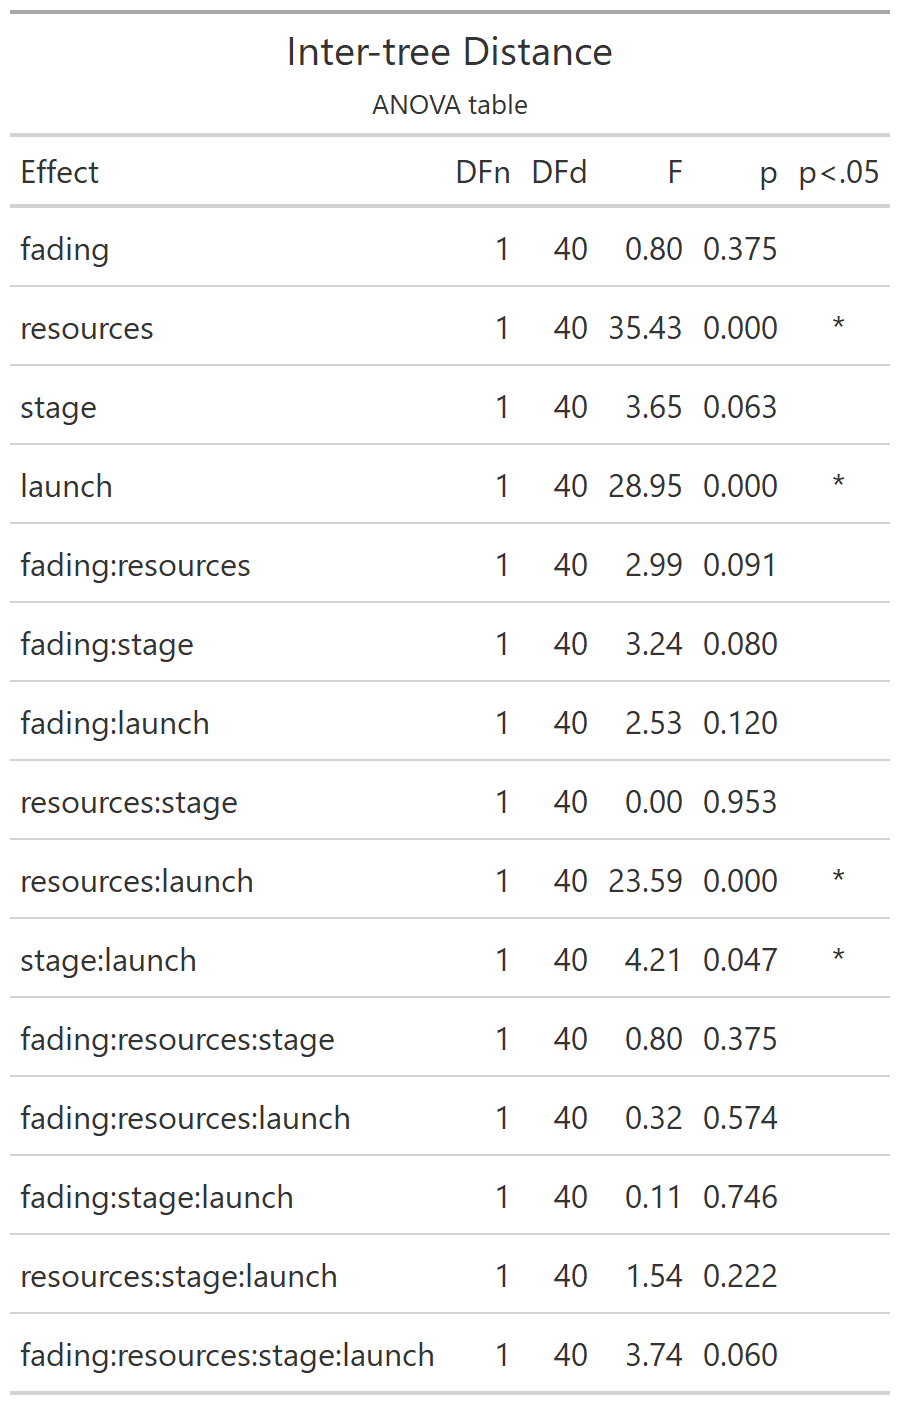 Inter-tree Distance
ANOVA table
Effect DFn DFd F p p<.05
fading 1 40 0.80 0.375
resources 1 40 35.43 0.000 *
stage 1 40 3.65 0.063
launch 1 40 28.95 0.000 *
fading:resources 1 40 2.99 0.091
fading:stage 1 40 3.24 0.080
fading:launch 1 40 2.53 0.120
resources:stage 1 40 0.00 0.953
resources:launch 1 40 23.59 0.000 *
stage:launch 1 40 4.21 0.047 *
fading:resources:stage 1 40 0.80 0.375
fading:resources:launch 1 40 0.32 0.574
fading:stage:launch 1 40 0.11 0.746
resources:stage:launch 1 40 1.54 0.222
fading:resources:stage:launch 1 40 3.74 0.060